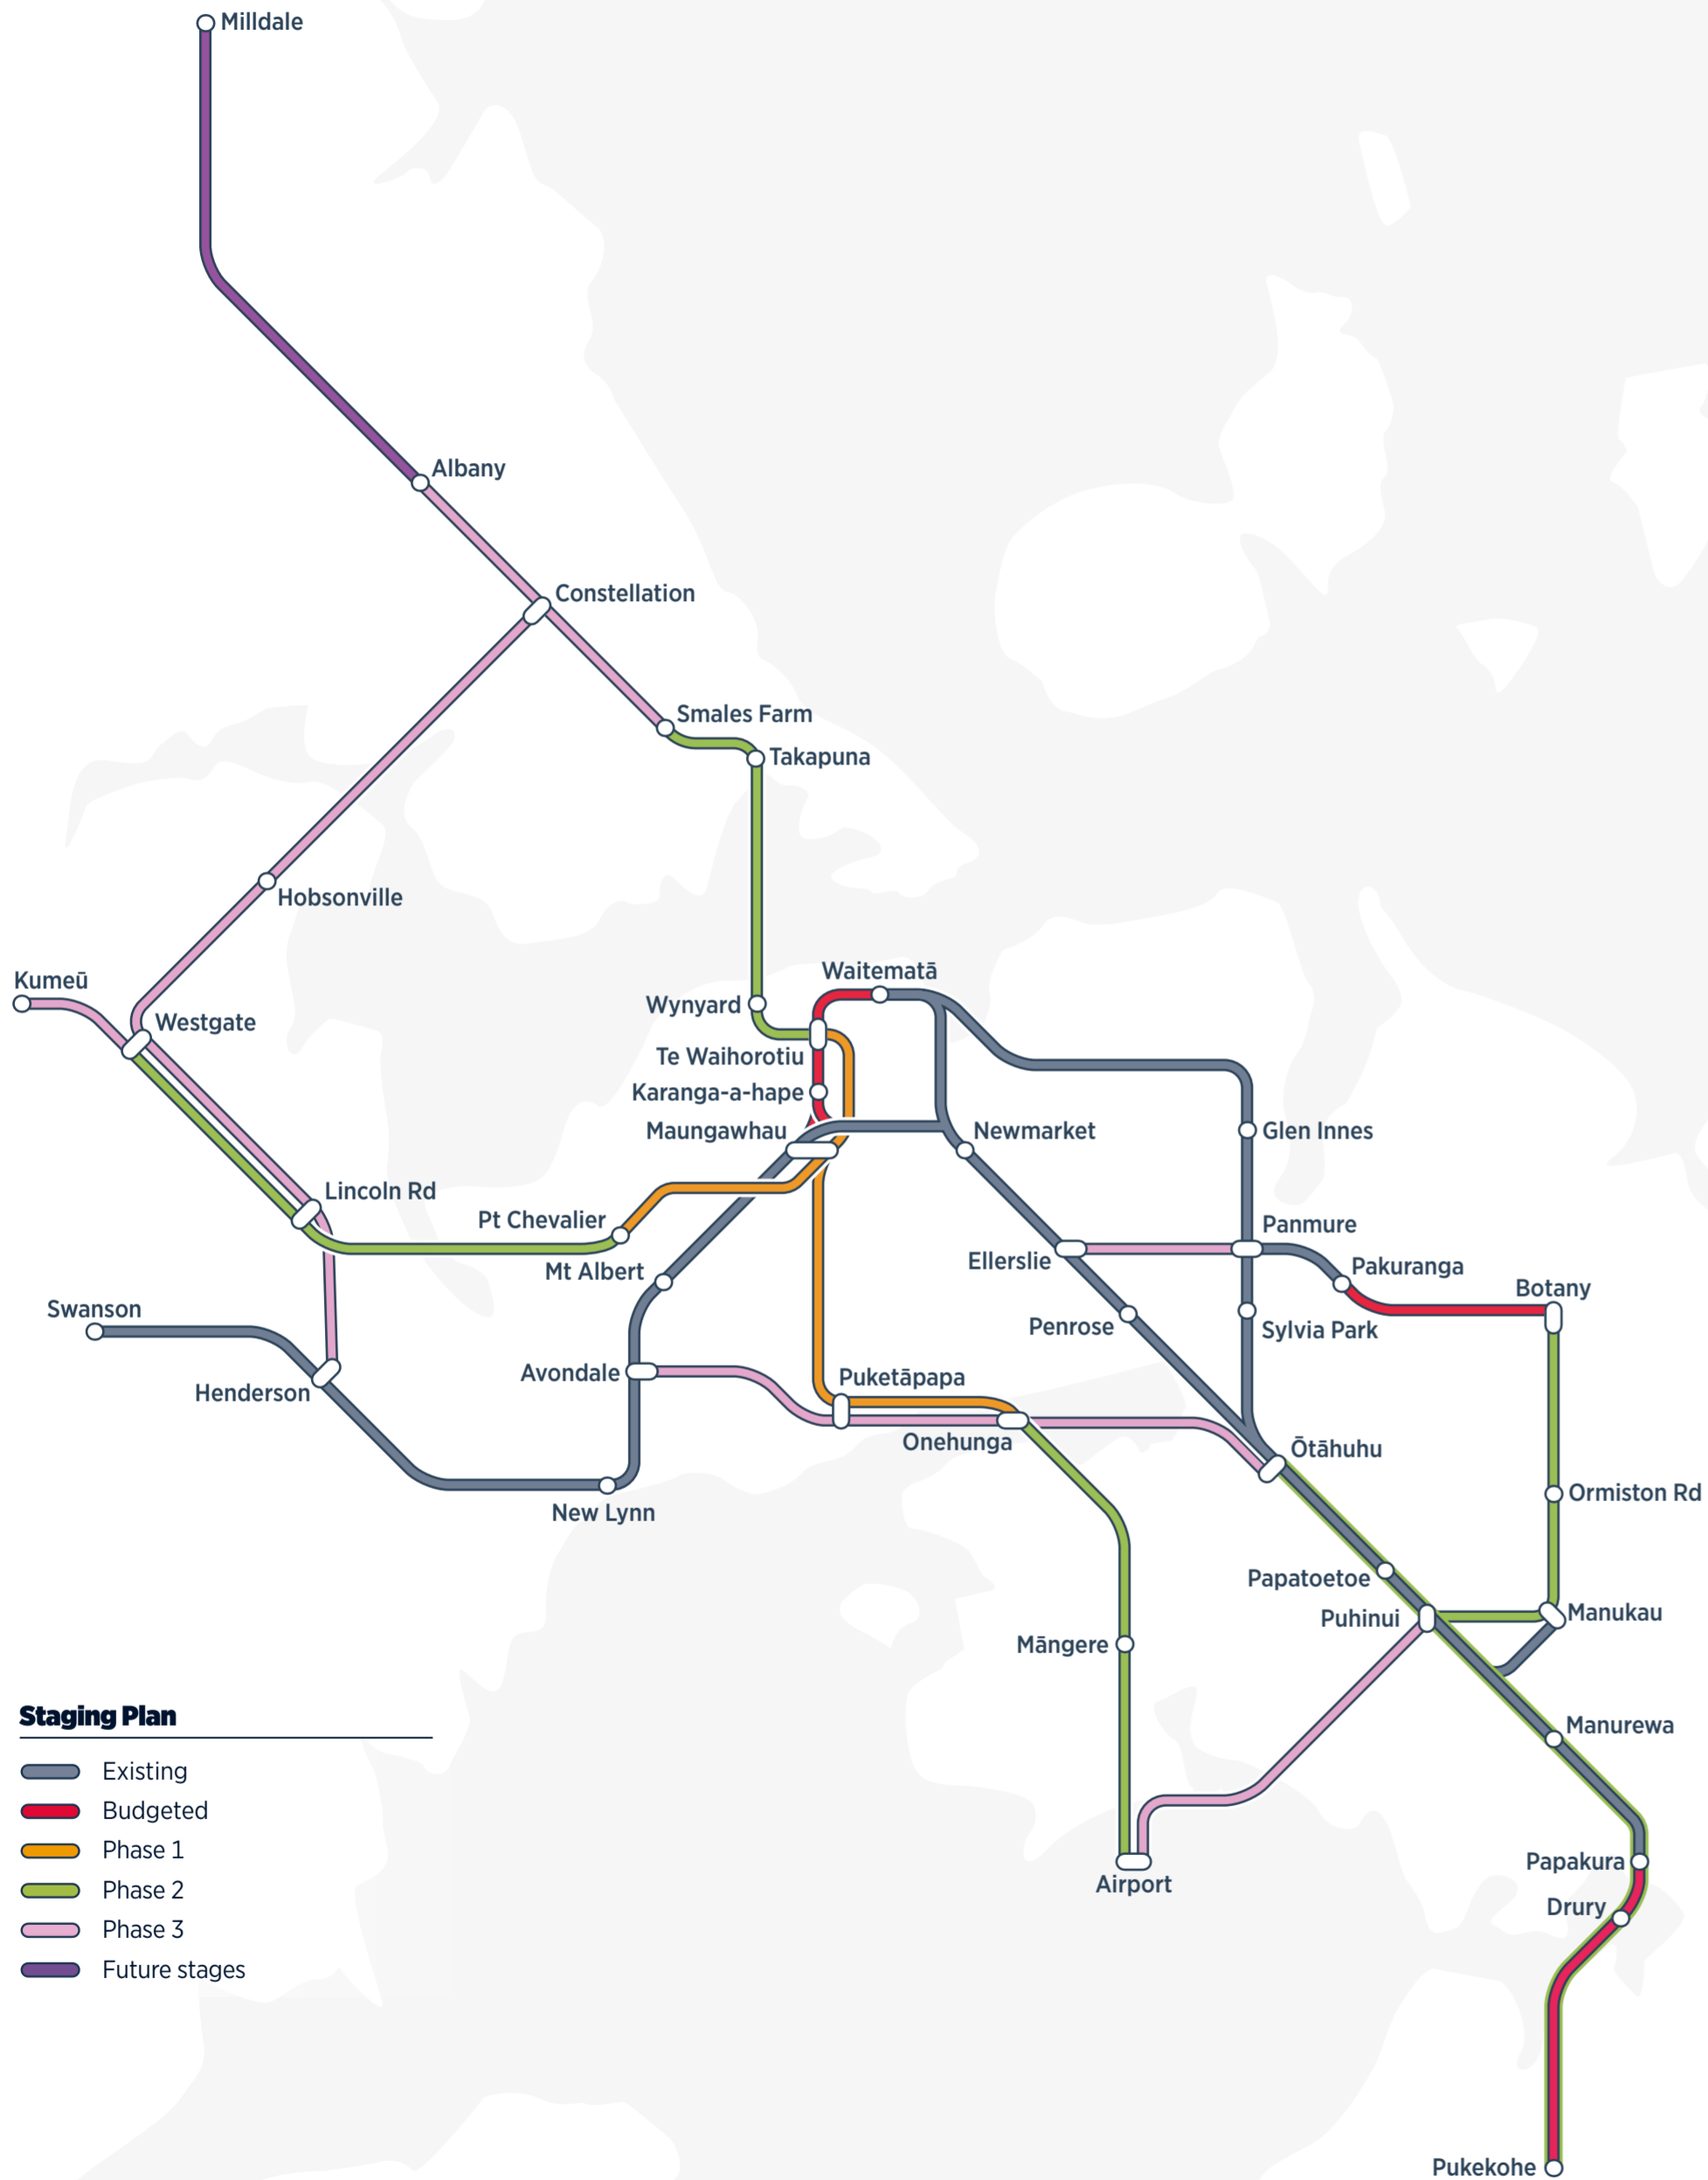 Milldale
Albany
Constellation
Smales Farm
Takapuna
Hobsonville
Kumeū
Westgate
Waitematā
Wynyard
Te Waihorotiu
Karanga-a-hape
Maungawhau
Newmarket
Glen Innes
Lincoln Rd
Pt Chevalier
Panmure
Ellerslie
Mt Albert
Pakuranga
Botany
Swanson
Penrose
Sylvia Park
Avondale
Puketāpapa
Henderson
Onehunga
Ōtāhuhu
Ormiston Rd
New Lynn
Papatoetoe
Puhinui
Manukau
Māngere
Manurewa
Papakura
Airport
Drury
Pukekohe
Staging Plan
Existing
Budgeted
Phase 1
Phase 2
Phase 3
Future stages